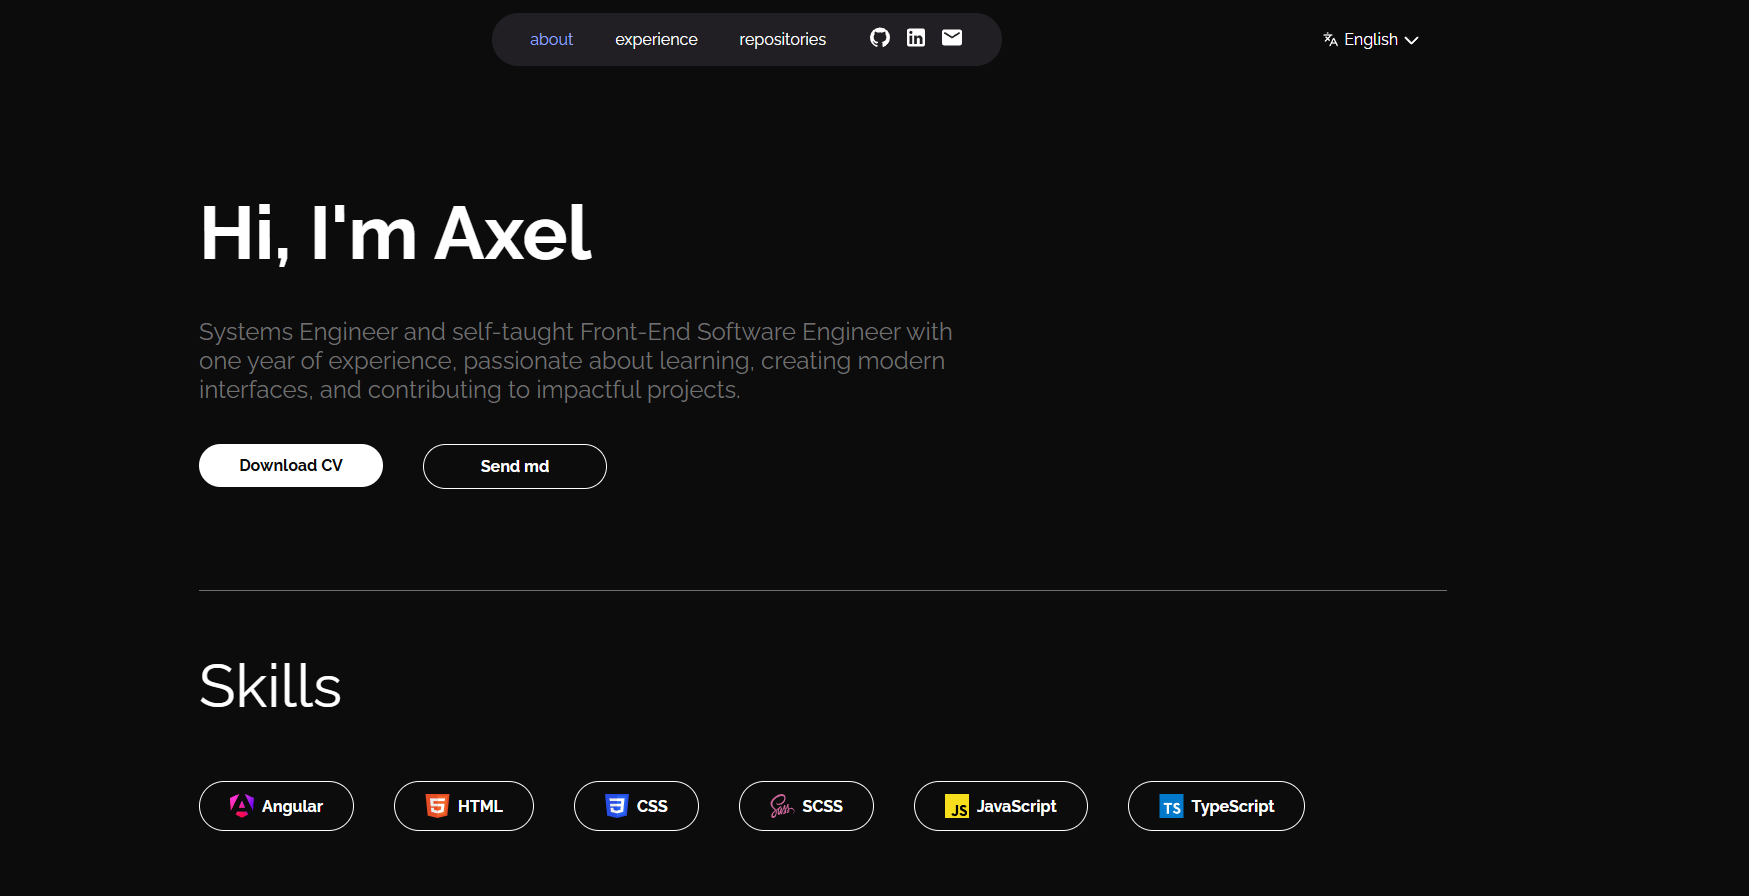 about experience repositories English
Hi, I'm Axel
Systems Engineer and self-taught Front-End Software Engineer with
one year of experience, passionate about learning, creating modern
interfaces, and contributing to impactful projects.
Download CV Send md
Skills
Angular HTML CSS Sass SCSS JS JavaScript TS TypeScript